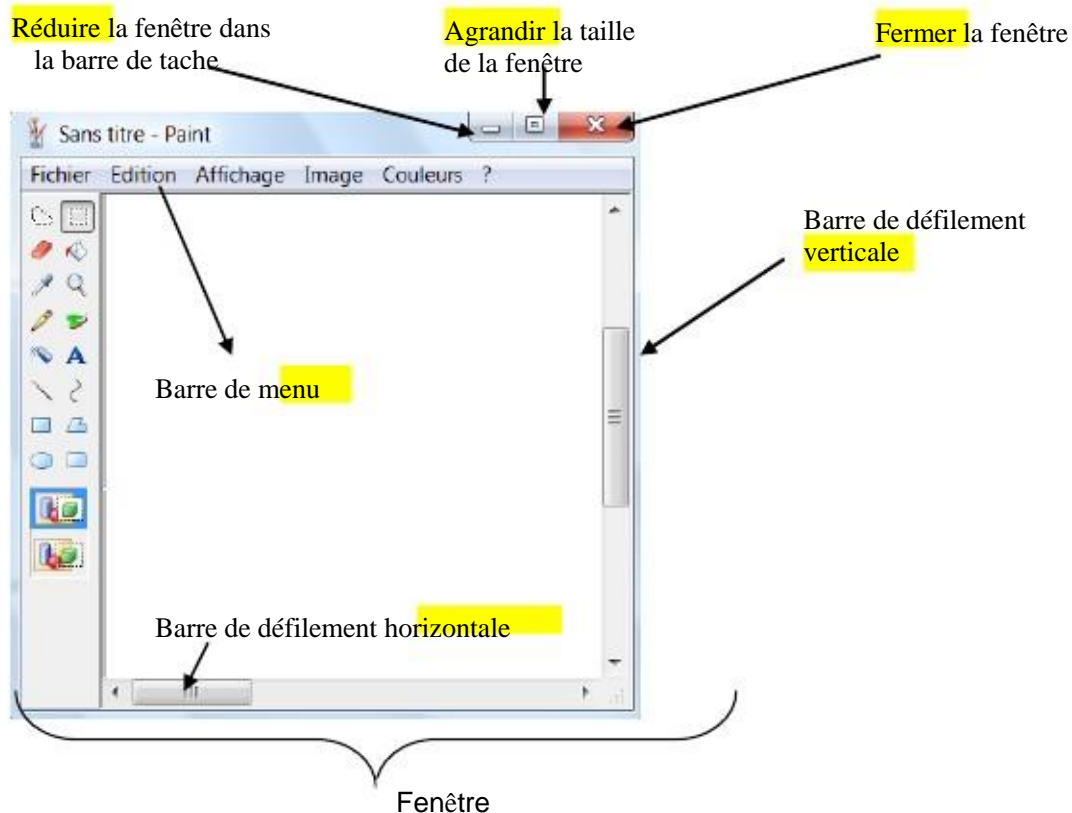 Réduire la fenêtre dans
la barre de tache
Agrandir la taille
de la fenêtre
Fermer la fenêtre
Sans titre - Paint
Fichier Edition Affichage Image Couleurs ?
Barre de défilement
verticale
A
Barre de menu
Barre de défilement horizontale
Fenêtre